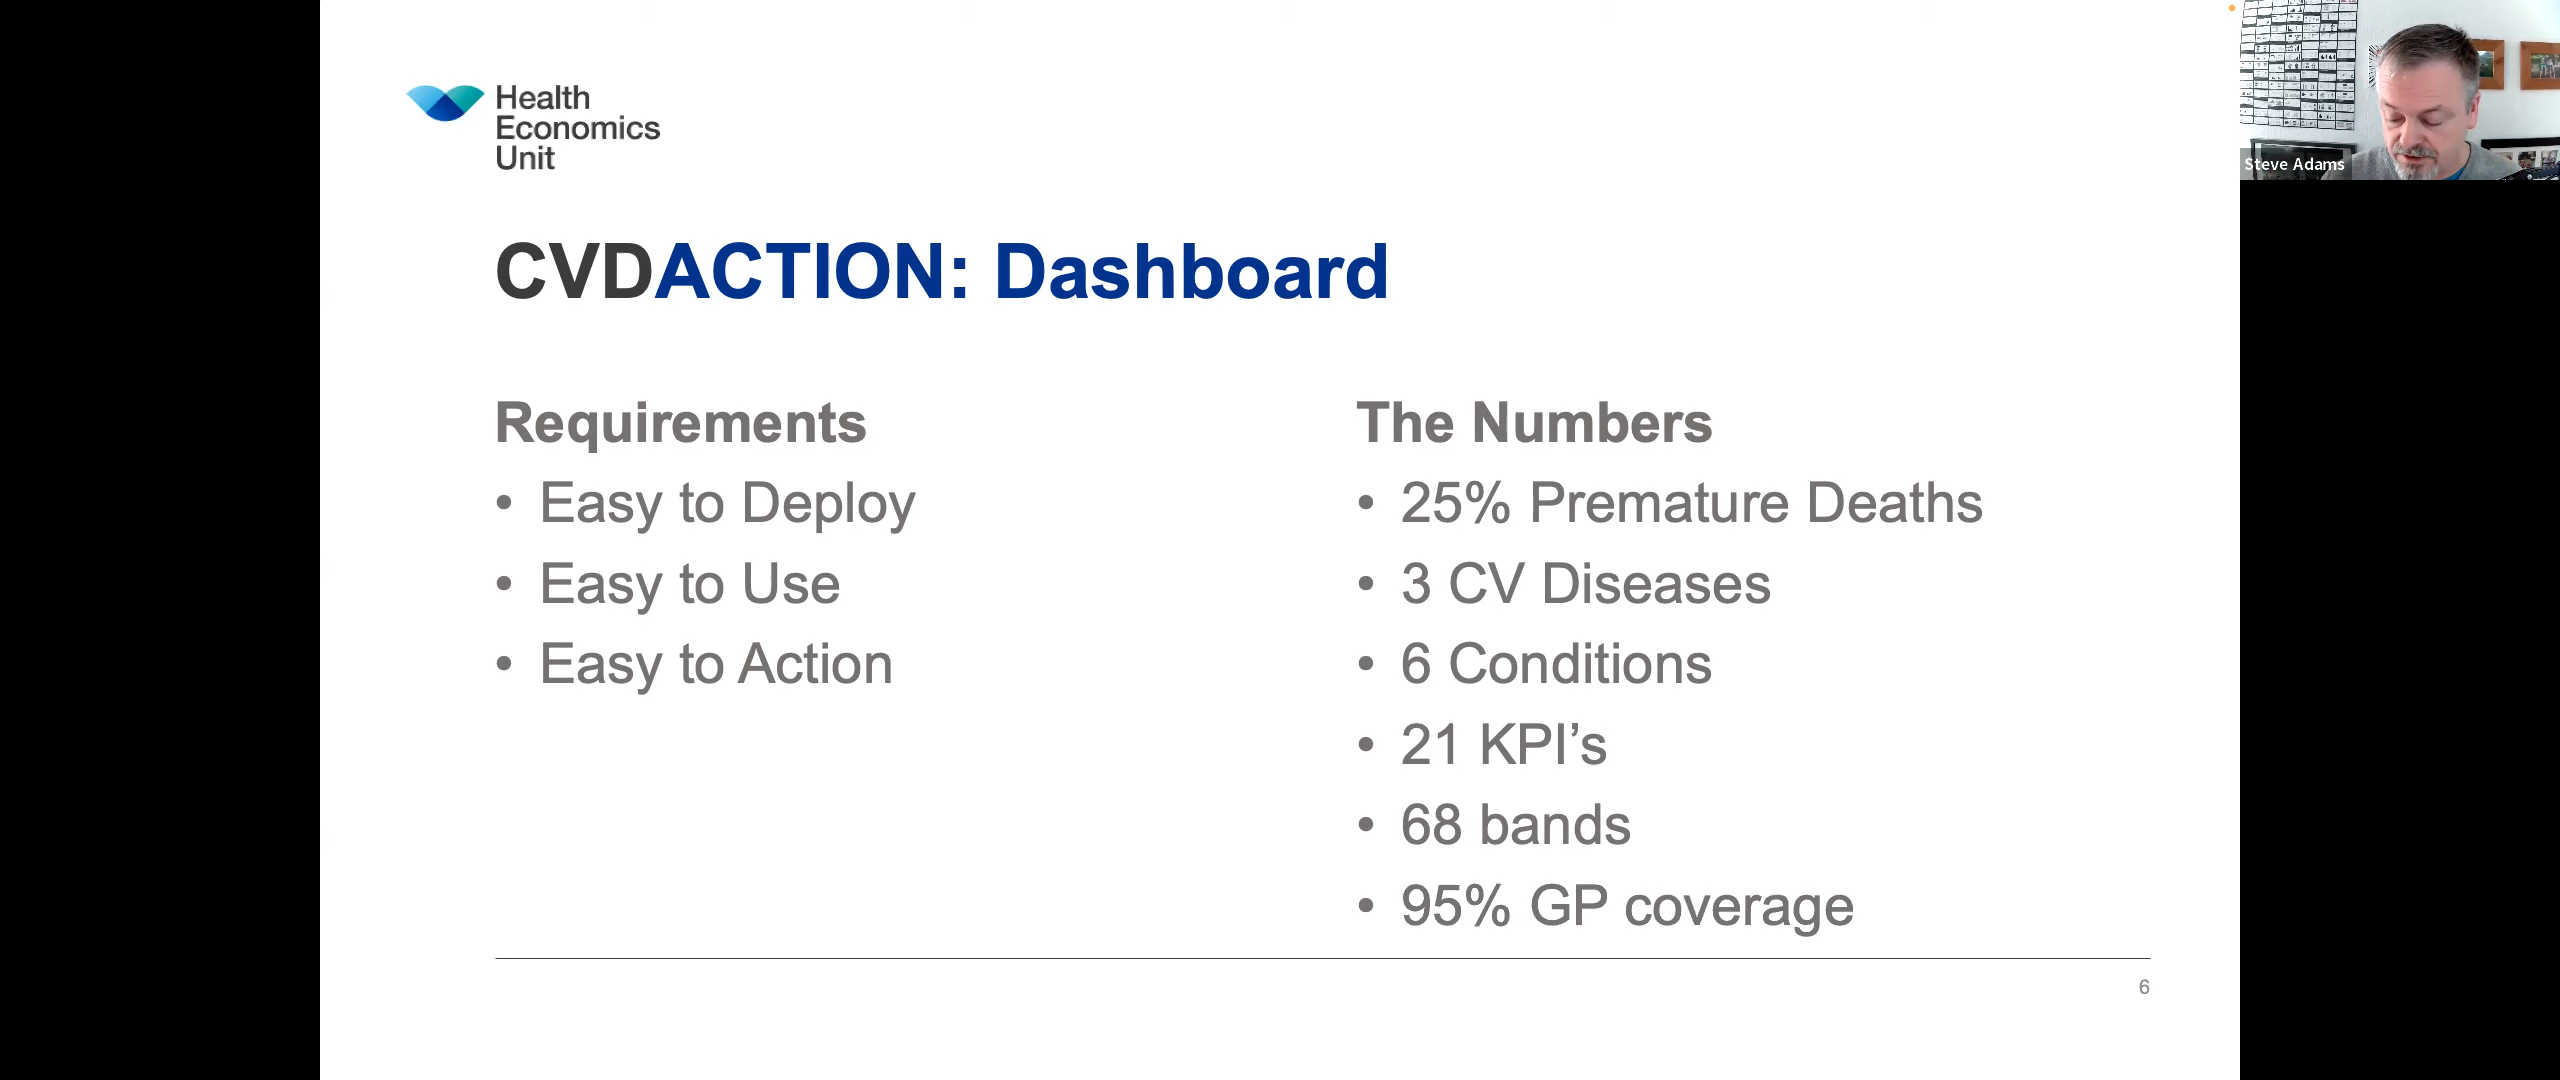 Health
Economics
Unit
Steve Adams
CVDACTION: Dashboard
Requirements
• Easy to Deploy
• Easy to Use
• Easy to Action
The Numbers
• 25% Premature Deaths
• 3 CV Diseases
• 6 Conditions
• 21 KPI’s
• 68 bands
• 95% GP coverage
6